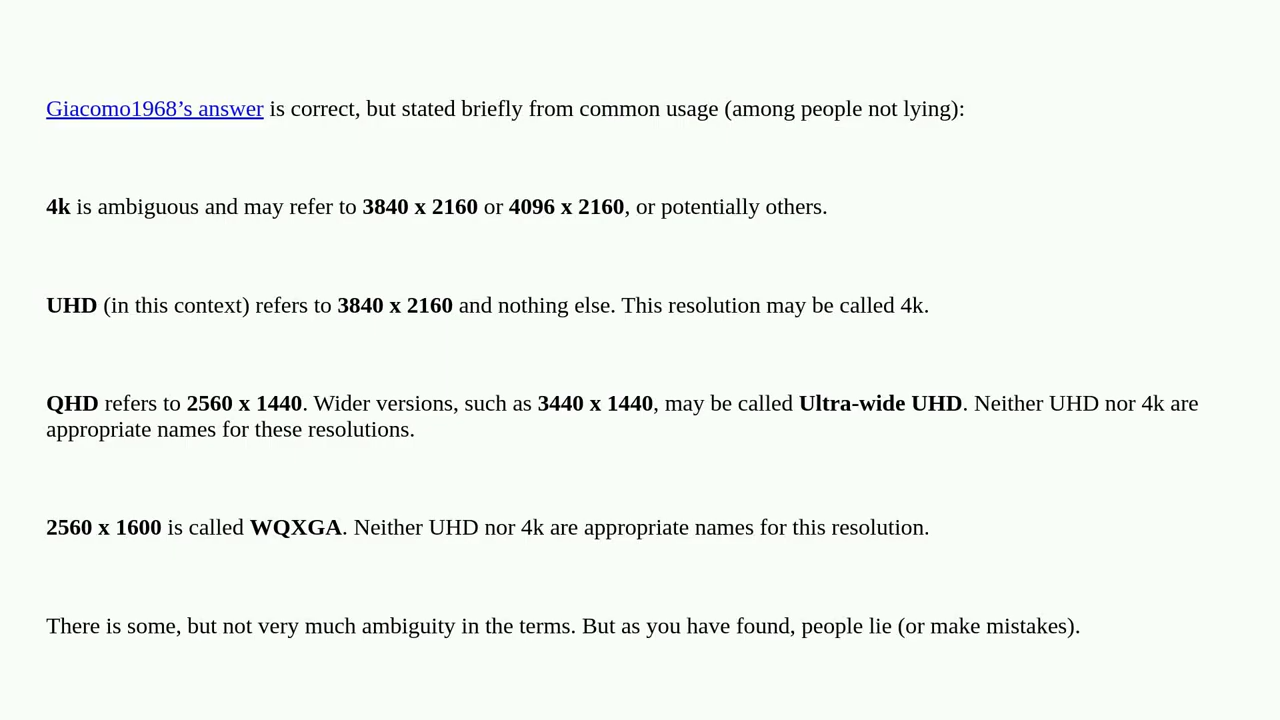 Giacomo1968’s answer is correct, but stated briefly from common usage (among people not lying):
4k is ambiguous and may refer to 3840 x 2160 or 4096 x 2160, or potentially others.
UHD (in this context) refers to 3840 x 2160 and nothing else. This resolution may be called 4k.
QHD refers to 2560 x 1440. Wider versions, such as 3440 x 1440, may be called Ultra-wide UHD. Neither UHD nor 4k are
appropriate names for these resolutions.
2560 x 1600 is called WQXGA. Neither UHD nor 4k are appropriate names for this resolution.
There is some, but not very much ambiguity in the terms. But as you have found, people lie (or make mistakes).